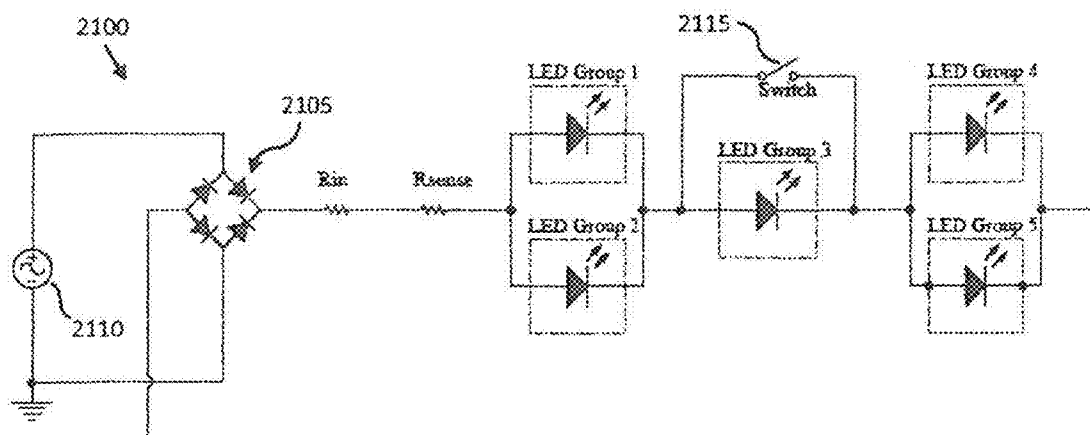 2100
2105
2110
2115
Rin
Rsense
LED Group 1
LED Group 2
Switch
LED Group 3
LED Group 4
LED Group 5